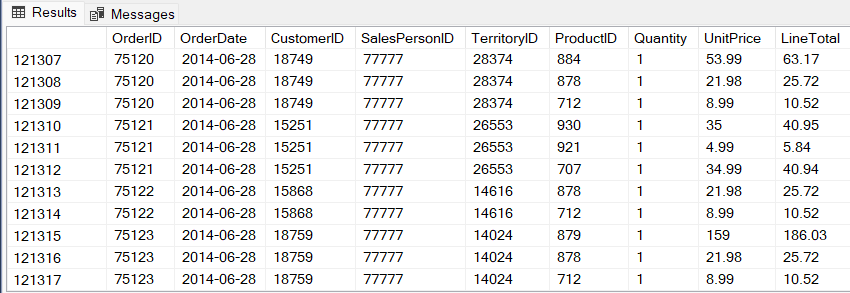 Results Messages
OrderID OrderDate CustomerID SalesPersonID TerritoryID ProductID Quantity UnitPrice LineTotal
121307 75120 2014-06-28 18749 77777 28374 884 1 53.99 63.17
121308 75120 2014-06-28 18749 77777 28374 878 1 21.98 25.72
121309 75120 2014-06-28 18749 77777 28374 712 1 8.99 10.52
121310 75121 2014-06-28 15251 77777 26553 930 1 35 40.95
121311 75121 2014-06-28 15251 77777 26553 921 1 4.99 5.84
121312 75121 2014-06-28 15251 77777 26553 707 1 34.99 40.94
121313 75122 2014-06-28 15868 77777 14616 878 1 21.98 25.72
121314 75122 2014-06-28 15868 77777 14616 712 1 8.99 10.52
121315 75123 2014-06-28 18759 77777 14024 879 1 159 186.03
121316 75123 2014-06-28 18759 77777 14024 878 1 21.98 25.72
121317 75123 2014-06-28 18759 77777 14024 712 1 8.99 10.52